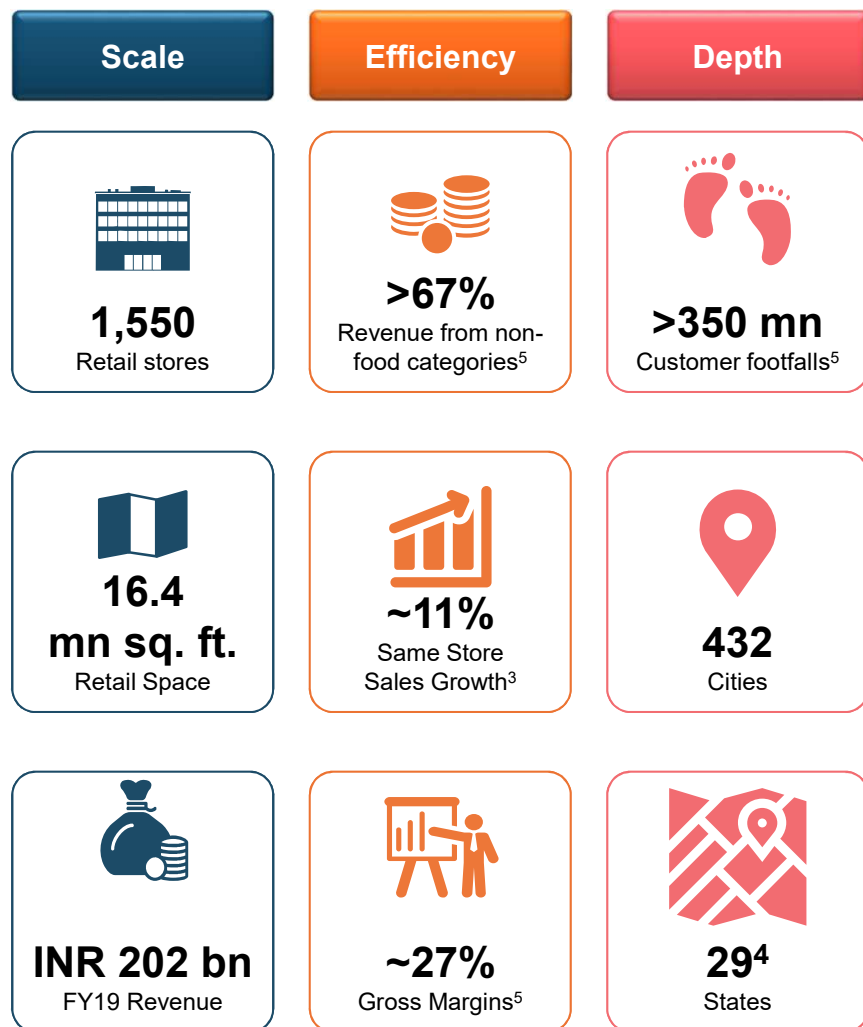 Scale
Efficiency
Depth
1,550
Retail stores
>67%
Revenue from non-
food categories⁵
>350 mn
Customer footfalls⁵
16.4
mn sq. ft.
Retail Space
~11%
Same Store
Sales Growth³
432
Cities
INR 202 bn
FY19 Revenue
~27%
Gross Margins⁵
29⁴
States